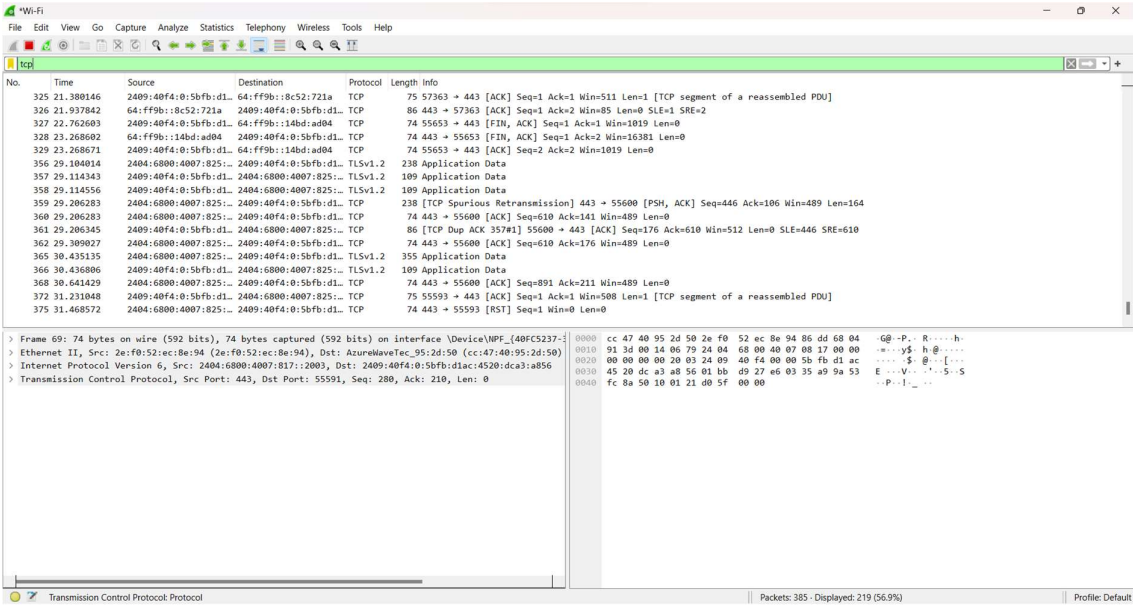 *Wi-Fi
File Edit View Go Capture Analyze Statistics Telephony Wireless Tools Help
tcp
No. Time Source Destination Protocol Length Info
325 21.380146 2409:40f4:0:5bfb:d1… 64:ff9b::8c52:721a TCP 75 57363 → 443 [ACK] Seq=1 Ack=1 Win=511 Len=1 [TCP segment of a reassembled PDU]
326 21.937842 64:ff9b::8c52:721a 2409:40f4:0:5bfb:d1… TCP 86 443 → 57363 [ACK] Seq=1 Ack=2 Win=85 Len=0 SLE=1 SRE=2
327 22.762603 2409:40f4:0:5bfb:d1… 64:ff9b::14bd:ad04 TCP 74 55653 → 443 [FIN, ACK] Seq=1 Ack=1 Win=1019 Len=0
328 23.268602 64:ff9b::14bd:ad04 2409:40f4:0:5bfb:d1… TCP 74 443 → 55653 [FIN, ACK] Seq=1 Ack=2 Win=16381 Len=0
329 23.268671 2409:40f4:0:5bfb:d1… 64:ff9b::14bd:ad04 TCP 74 55653 → 443 [ACK] Seq=2 Ack=2 Win=1019 Len=0
356 29.104014 2404:6800:4007:825:… 2409:40f4:0:5bfb:d1… TLSv1.2 238 Application Data
357 29.114343 2409:40f4:0:5bfb:d1… 2404:6800:4007:825:… TLSv1.2 109 Application Data
358 29.114556 2409:40f4:0:5bfb:d1… 2404:6800:4007:825:… TLSv1.2 109 Application Data
359 29.206283 2404:6800:4007:825:… 2409:40f4:0:5bfb:d1… TCP 238 [TCP Spurious Retransmission] 443 → 55600 [PSH, ACK] Seq=446 Ack=106 Win=489 Len=164
360 29.206283 2404:6800:4007:825:… 2409:40f4:0:5bfb:d1… TCP 74 443 → 55600 [ACK] Seq=610 Ack=141 Win=489 Len=0
361 29.206345 2409:40f4:0:5bfb:d1… 2404:6800:4007:825:… TCP 86 [TCP Dup ACK 357#1] 55600 → 443 [ACK] Seq=176 Ack=610 Win=512 Len=0 SLE=446 SRE=610
362 29.309027 2404:6800:4007:825:… 2409:40f4:0:5bfb:d1… TCP 74 443 → 55600 [ACK] Seq=610 Ack=176 Win=489 Len=0
365 30.435135 2404:6800:4007:825:… 2409:40f4:0:5bfb:d1… TLSv1.2 355 Application Data
366 30.436806 2409:40f4:0:5bfb:d1… 2404:6800:4007:825:… TLSv1.2 109 Application Data
368 30.641429 2404:6800:4007:825:… 2409:40f4:0:5bfb:d1… TCP 74 443 → 55600 [ACK] Seq=891 Ack=211 Win=489 Len=0
372 31.231048 2409:40f4:0:5bfb:d1… 2404:6800:4007:825:… TCP 75 55593 → 443 [ACK] Seq=1 Ack=1 Win=508 Len=1 [TCP segment of a reassembled PDU]
375 31.468572 2404:6800:4007:825:… 2409:40f4:0:5bfb:d1… TCP 74 443 → 55593 [RST] Seq=1 Win=0 Len=0
> Frame 69: 74 bytes on wire (592 bits), 74 bytes captured (592 bits) on interface \Device\NPF_{40FC5237-
> Ethernet II, Src: 2e:f0:52:ec:8e:94 (2e:f0:52:ec:8e:94), Dst: AzureWaveTec_95:2d:50 (cc:47:40:95:2d:50)
> Internet Protocol Version 6, Src: 2404:6800:4007:817::2003, Dst: 2409:40f4:0:5bfb:d1ac:4520:dca3:a856
> Transmission Control Protocol, Src Port: 443, Dst Port: 55591, Seq: 280, Ack: 210, Len: 0
0000 cc 47 40 95 2d 50 2e f0 52 ec 8e 94 86 dd 68 04 ·G@·-P.· R·····h·
0010 91 3d 00 14 06 79 24 04 68 00 40 07 08 17 00 00 ·=···y$· h·@·····
0020 00 00 00 00 20 03 24 09 40 f4 00 00 5b fb d1 ac ···· ·$· @···[···
0030 45 20 dc a3 a8 56 01 bb d9 27 e6 03 35 a9 9a 53 E ···V·· ·'··5··S
0040 fc 8a 50 10 01 21 d0 5f 00 00 ··P··!·_ ··
Transmission Control Protocol: Protocol
Packets: 385 · Displayed: 219 (56.9%)
Profile: Default